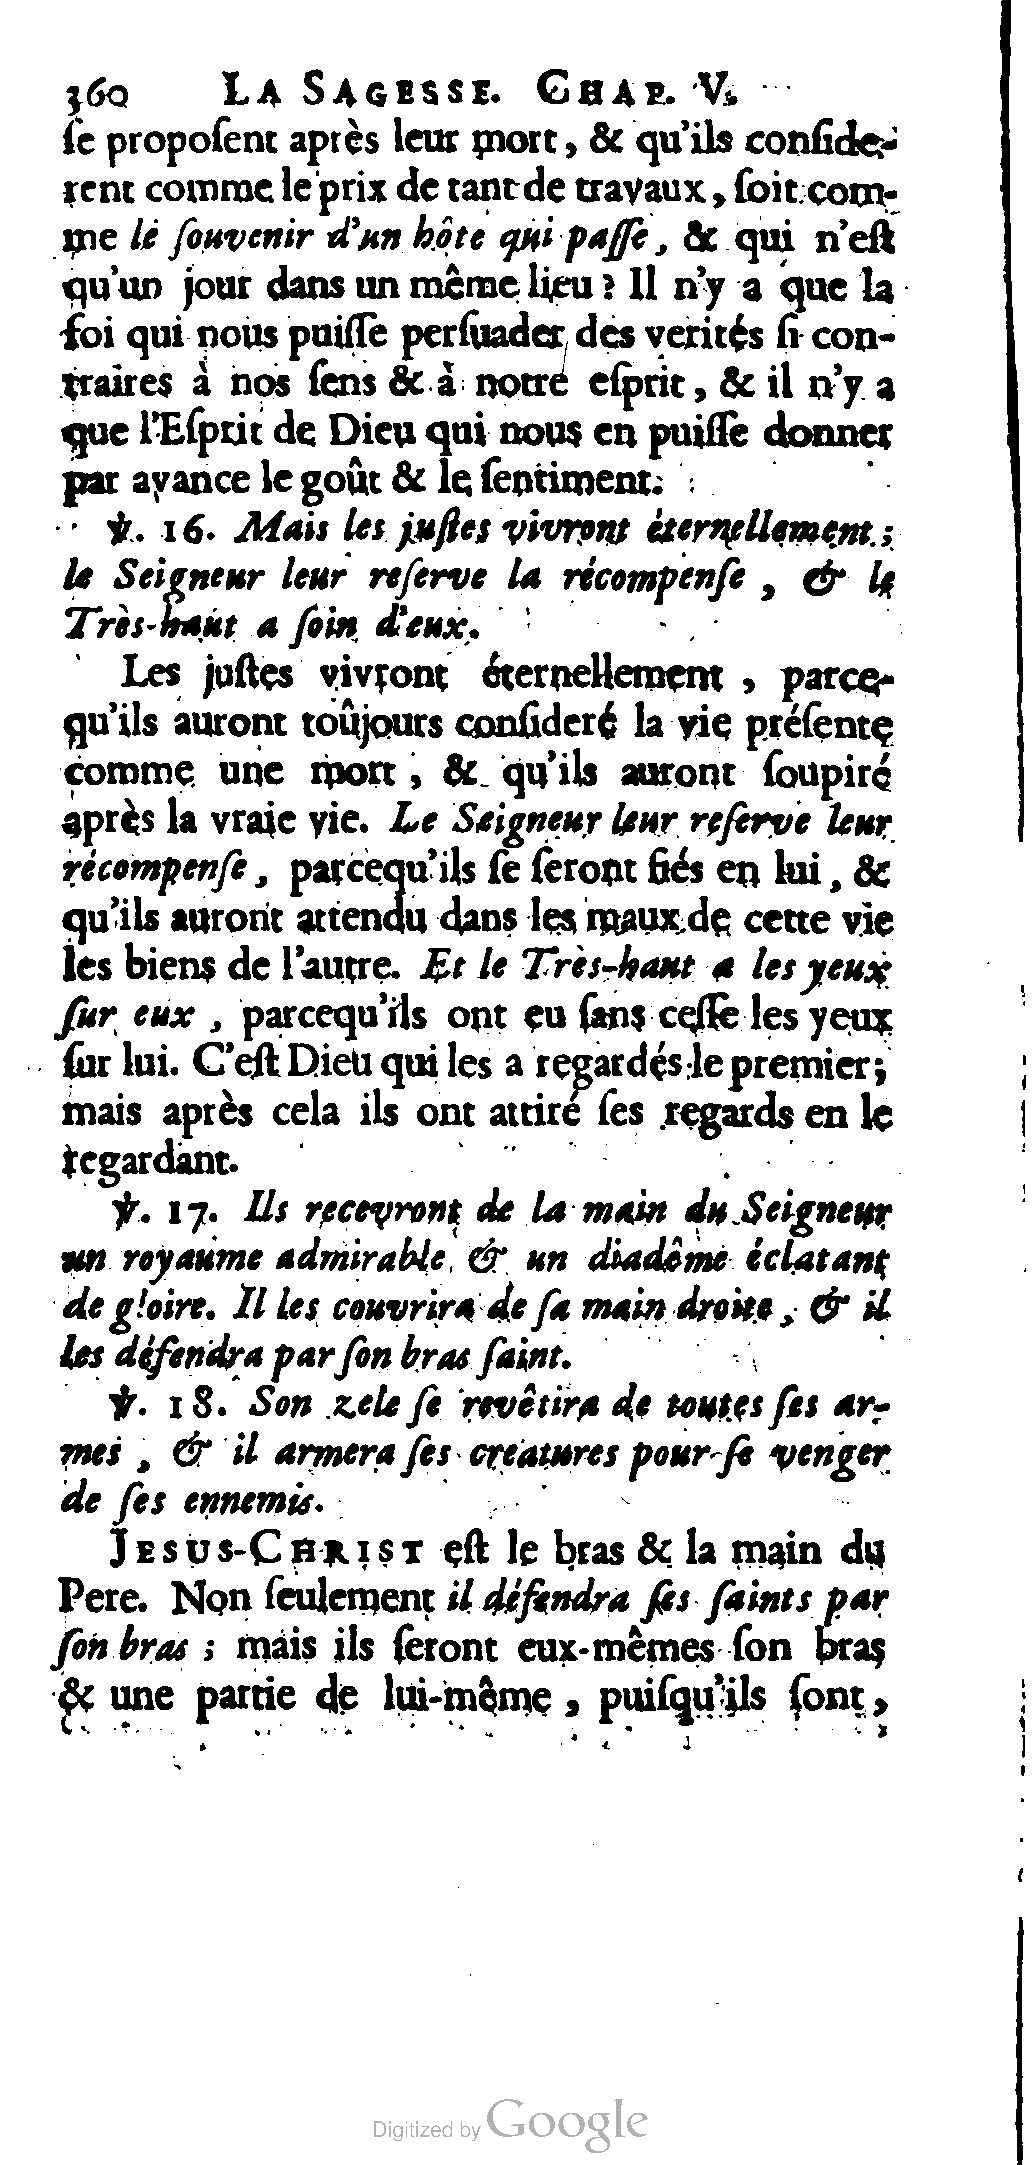 360 LA SAGESSE. CHAP. V.
ſe propoſent après leur mort, & qu'ils conſide-
rent comme le prix de tant de travaux, ſoit com-
me le ſouvenir d'un hôte qui paſſe, & qui n'eſt
qu'un jour dans un même lieu? Il n'y a que la
foi qui nous puiſſe perſuader des verités ſi con-
traires à nos ſens & à notre eſprit, & il n'y a
que l'Eſprit de Dieu qui nous en puiſſe donner
par avance le goût & le ſentiment.
℣. 16. Mais les juſtes vivront éternellement;
le Seigneur leur reſerve la récompenſe, & le
Très-haut a ſoin d'eux.
Les juſtes vivront éternellement, parce-
qu'ils auront toûjours conſideré la vie préſente
comme une mort, & qu'ils auront ſoupiré
après la vraie vie. Le Seigneur leur reſerve leur
récompenſe, parcequ'ils ſe ſeront fiés en lui, &
qu'ils auront attendu dans les maux de cette vie
les biens de l'autre. Et le Très-haut a les yeux
ſur eux, parcequ'ils ont eu ſans ceſſe les yeux
ſur lui. C'eſt Dieu qui les a regardés le premier;
mais après cela ils ont attiré ſes regards en le
regardant.
℣. 17. Ils recevront de la main du Seigneur
un royaume admirable & un diadême éclatant
de gloire. Il les couvrira de ſa main droite, & il
les défendra par ſon bras ſaint.
℣. 18. Son zele ſe revêtira de toutes ſes ar-
mes, & il armera ſes creatures pour ſe venger
de ſes ennemis.
JESUS-CHRIST eſt le bras & la main du
Pere. Non ſeulement il défendra ſes ſaints par
ſon bras; mais ils ſeront eux-mêmes ſon bras
& une partie de lui-même, puiſqu'ils ſont,
Digitized by Google